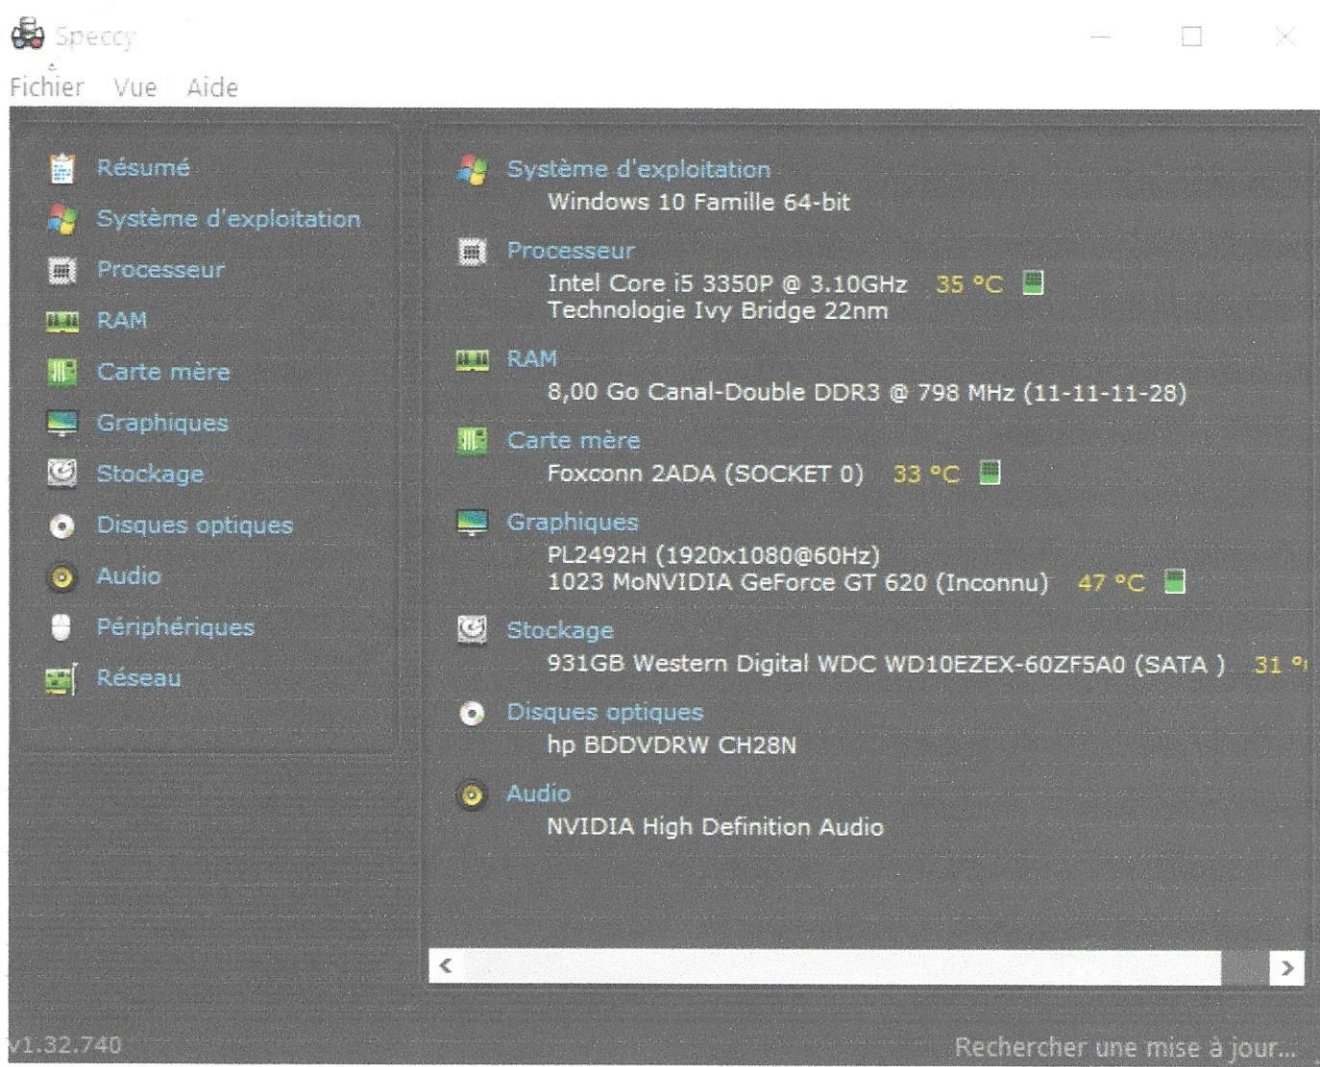 Speccy
Fichier Vue Aide
Résumé
Système d'exploitation
Processeur
RAM
Carte mère
Graphiques
Stockage
Disques optiques
Audio
Périphériques
Réseau
Système d'exploitation
Windows 10 Famille 64-bit
Processeur
Intel Core i5 3350P @ 3.10GHz 35 °C
Technologie Ivy Bridge 22nm
RAM
8,00 Go Canal-Double DDR3 @ 798 MHz (11-11-11-28)
Carte mère
Foxconn 2ADA (SOCKET 0) 33 °C
Graphiques
PL2492H (1920x1080@60Hz)
1023 MoNVIDIA GeForce GT 620 (Inconnu) 47 °C
Stockage
931GB Western Digital WDC WD10EZEX-60ZF5A0 (SATA ) 31 °
Disques optiques
hp BDDVDRW CH28N
Audio
NVIDIA High Definition Audio
v1.32.740
Rechercher une mise à jour...